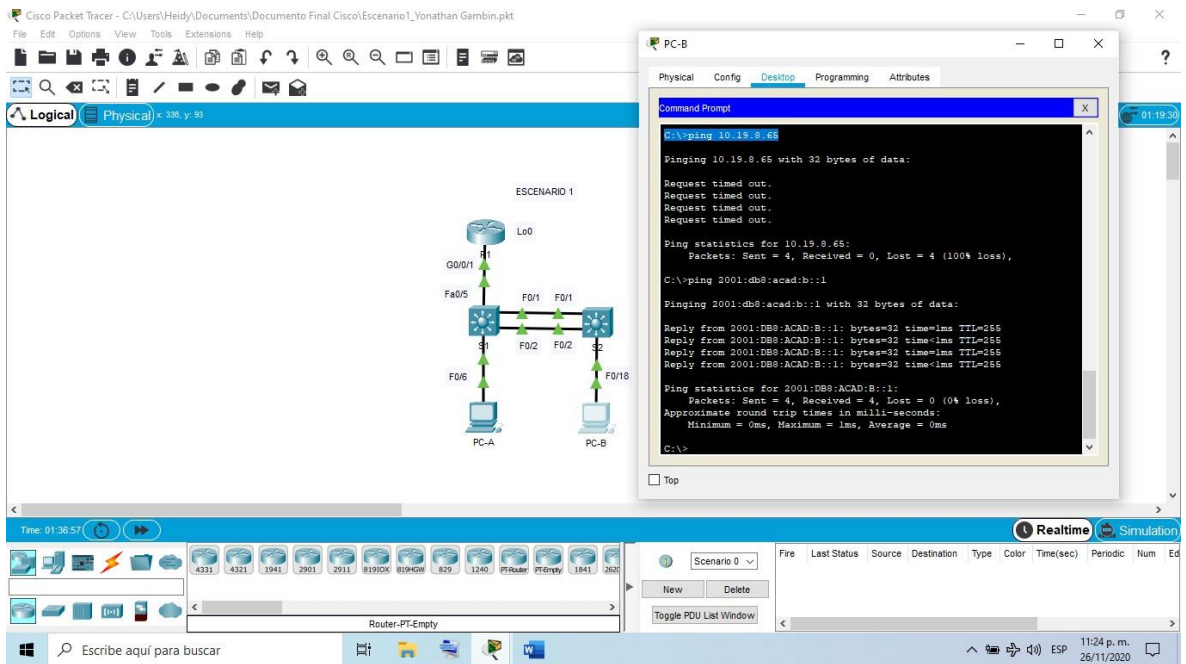 Cisco Packet Tracer - C:\Users\Heidy\Documents\Documento Final Cisco\Escenario1_Yonathan Gambin.pkt
File Edit Options View Tools Extensions Help
?
Logical Physical x: 336, y: 93
01:19:30
ESCENARIO 1
Lo0
R1
G0/0/1
Fa0/5
F0/1 F0/1
S1
F0/2 F0/2
S2
F0/6
F0/18
PC-A
PC-B
PC-B
Physical Config Desktop Programming Attributes
Command Prompt X
C:\>ping 10.19.8.65
Pinging 10.19.8.65 with 32 bytes of data:
Request timed out.
Request timed out.
Request timed out.
Request timed out.
Ping statistics for 10.19.8.65:
Packets: Sent = 4, Received = 0, Lost = 4 (100% loss),
C:\>ping 2001:db8:acad:b::1
Pinging 2001:db8:acad:b::1 with 32 bytes of data:
Reply from 2001:DB8:ACAD:B::1: bytes=32 time=1ms TTL=255
Reply from 2001:DB8:ACAD:B::1: bytes=32 time<1ms TTL=255
Reply from 2001:DB8:ACAD:B::1: bytes=32 time=1ms TTL=255
Reply from 2001:DB8:ACAD:B::1: bytes=32 time<1ms TTL=255
Ping statistics for 2001:DB8:ACAD:B::1:
Packets: Sent = 4, Received = 4, Lost = 0 (0% loss),
Approximate round trip times in milli-seconds:
Minimum = 0ms, Maximum = 1ms, Average = 0ms
C:\>
Top
Time: 01:36:57
Realtime Simulation
4331 4321 1941 2901 2911 819IOX 819HGW 829 1240 PT-Router PT-Empty 1841 2620
Router-PT-Empty
Scenario 0
New Delete
Toggle PDU List Window
Fire Last Status Source Destination Type Color Time(sec) Periodic Num Ed
Escribe aquí para buscar
ESP
11:24 p. m.
26/11/2020